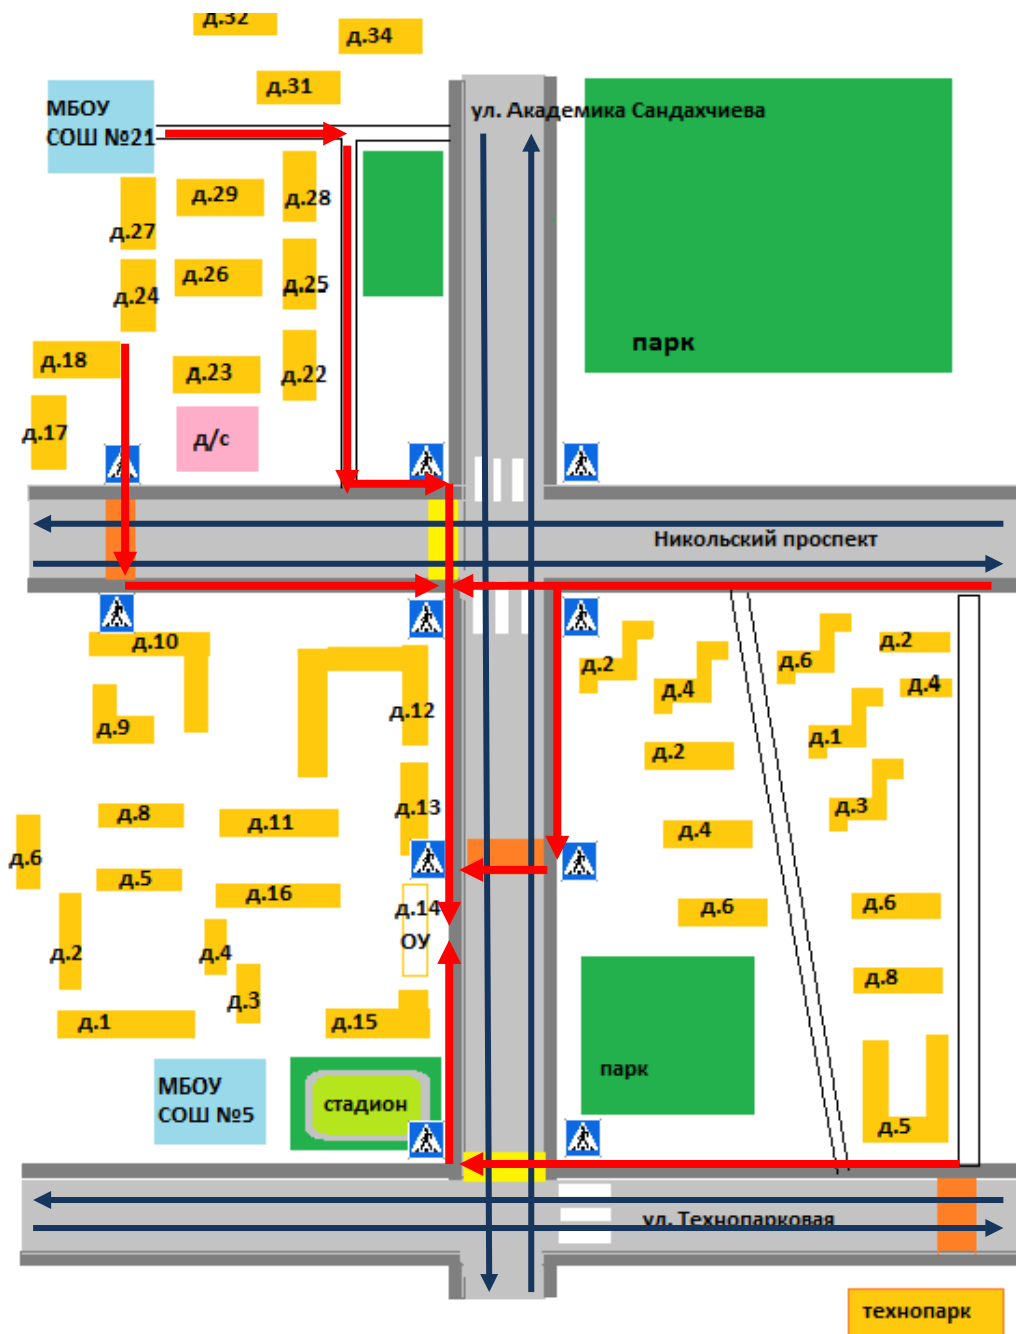 д.32
д.34
д.31
МБОУ
СОШ №21
ул. Академика Сандахчиева
д.29
д.28
д.27
д.26
д.25
д.24
парк
д.18
д.23
д.22
д.17
д/с
Никольский проспект
д.10
д.2
д.4
д.6
д.2
д.4
д.12
д.9
д.1
д.2
д.8
д.11
д.13
д.4
д.3
д.6
д.5
д.16
д.14
ОУ
д.6
д.6
д.2
д.4
д.3
д.8
д.1
д.15
МБОУ
СОШ №5
стадион
парк
д.5
ул. Технопарковая
технопарк